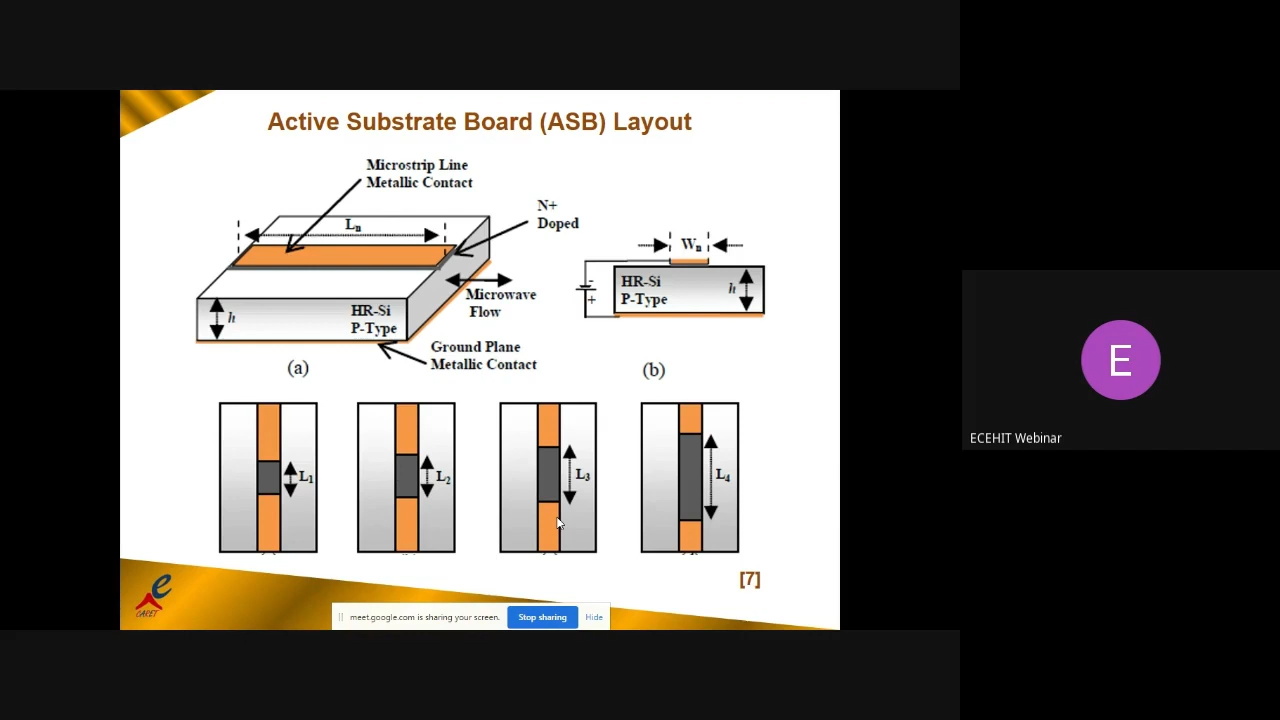 Active Substrate Board (ASB) Layout
Microstrip Line
Metallic Contact
N+
Doped
Ln
Microwave
Flow
HR-Si
P-Type
h
Ground Plane
Metallic Contact
(a)
Wn
-
+
HR-Si
P-Type
h
(b)
L1
L2
L3
L4
[7]
e
CARET
meet.google.com is sharing your screen.
Stop sharing
Hide
E
ECEHIT Webinar